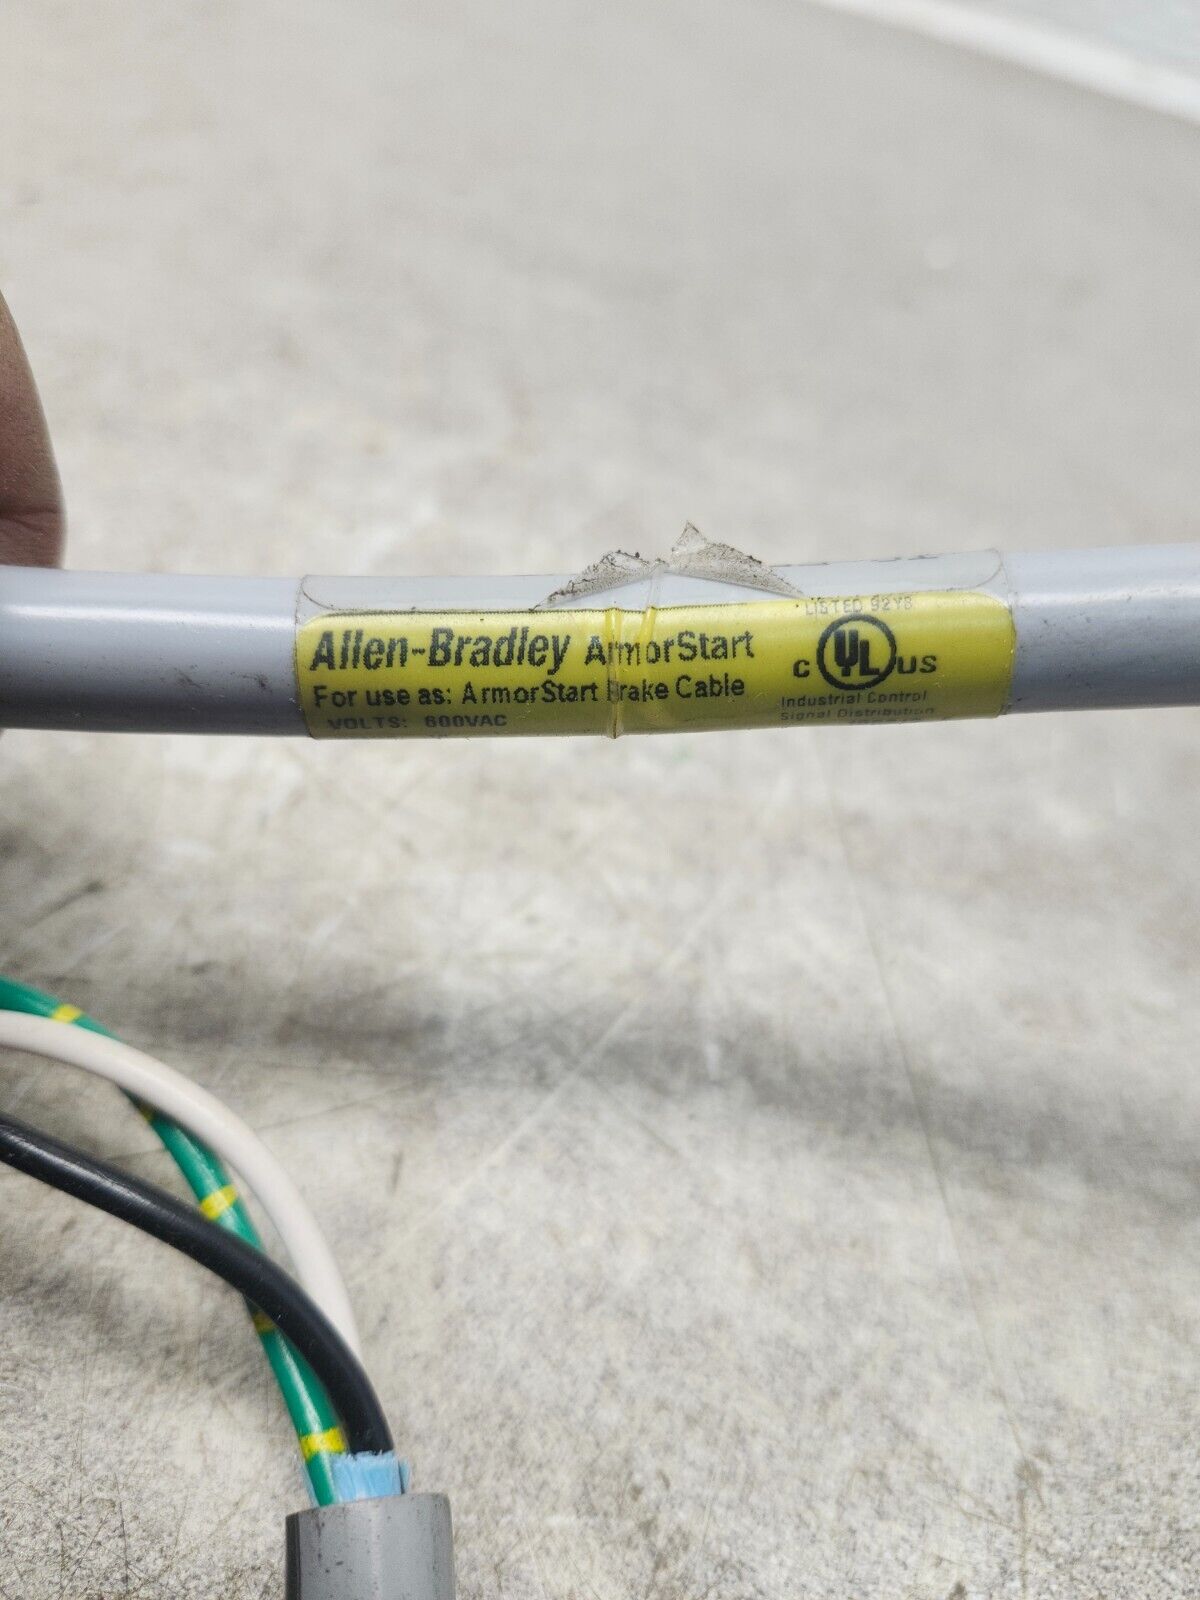 LISTED 92Y8
Allen-Bradley ArmorStart
c UL US
For use as: ArmorStart Brake Cable
Industrial Control
VOLTS: 600VAC
Signal Distribution